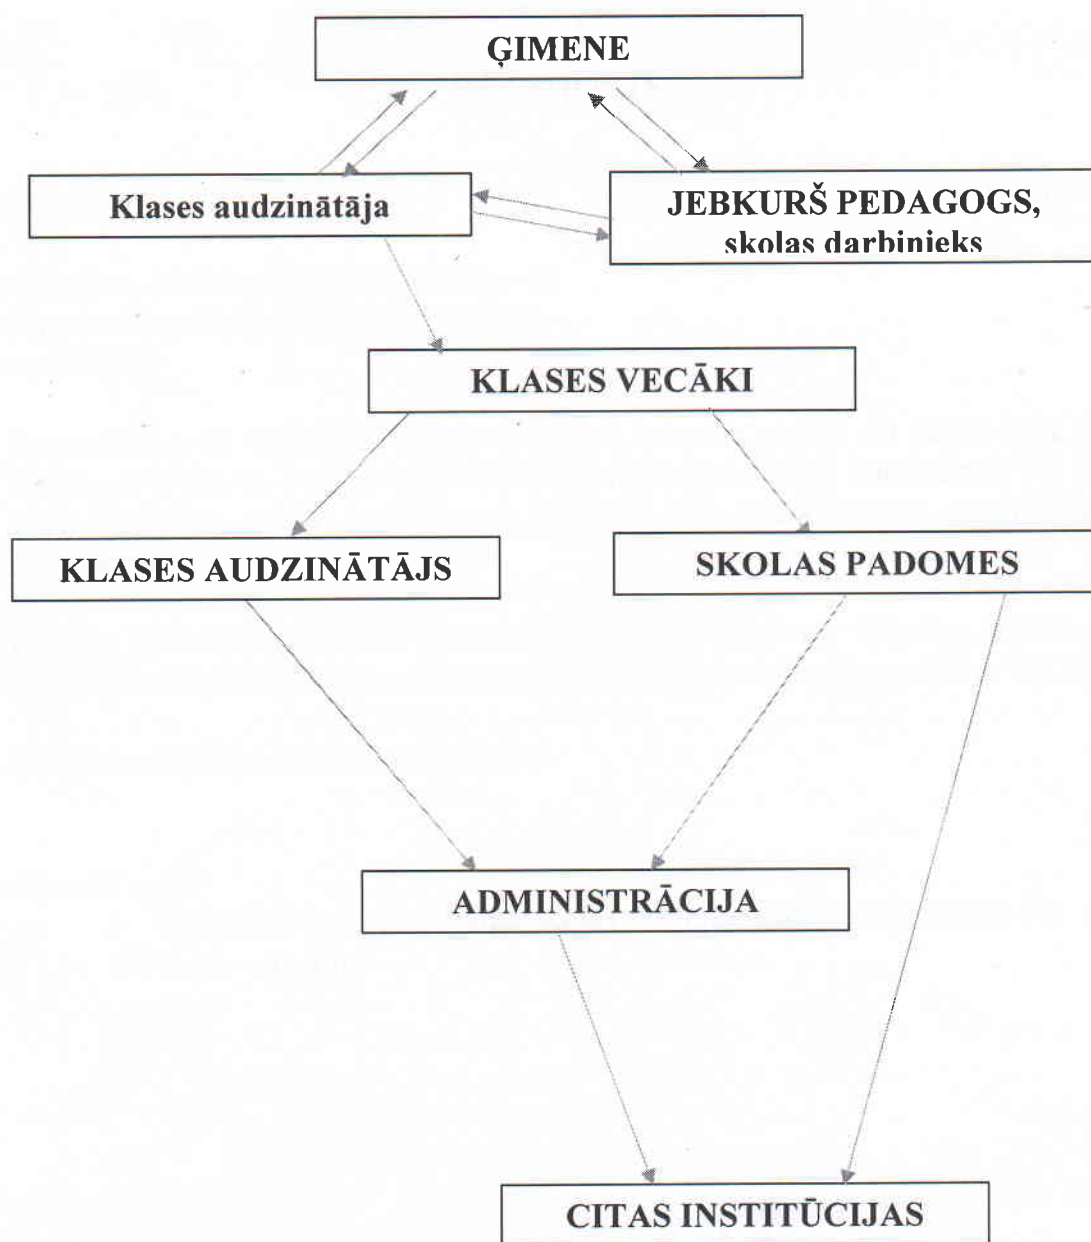 ĢIMENE
Klases audzinātāja
JEBKURŠ PEDAGOGS,
skolas darbinieks
KLASES VECĀKI
KLASES AUDZINĀTĀJS
SKOLAS PADOMES
ADMINISTRĀCIJA
CITAS INSTITŪCIJAS